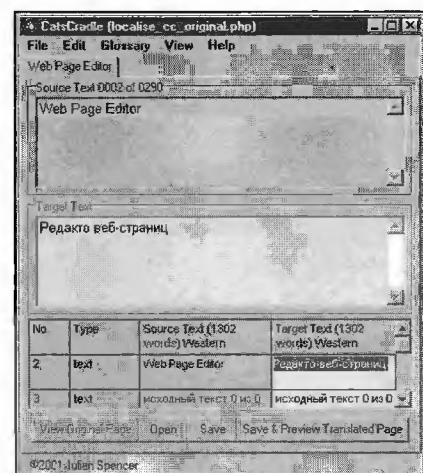 CatsCradle (localise_cc_original.php)
File Edit Glossary View Help
Web Page Editor
Source Text 0002 of 0290
Web Page Editor
Target Text
Редакто веб-страниц
No. Type Source Text (1302 words) Western Target Text (1302 words) Western
2. text Web Page Editor Редакто веб-страниц
3 text исходный текст 0 из 0 исходный текст 0 из 0
View Original Page Open Save Save & Preview Translated Page
©2001 Julian Spencer